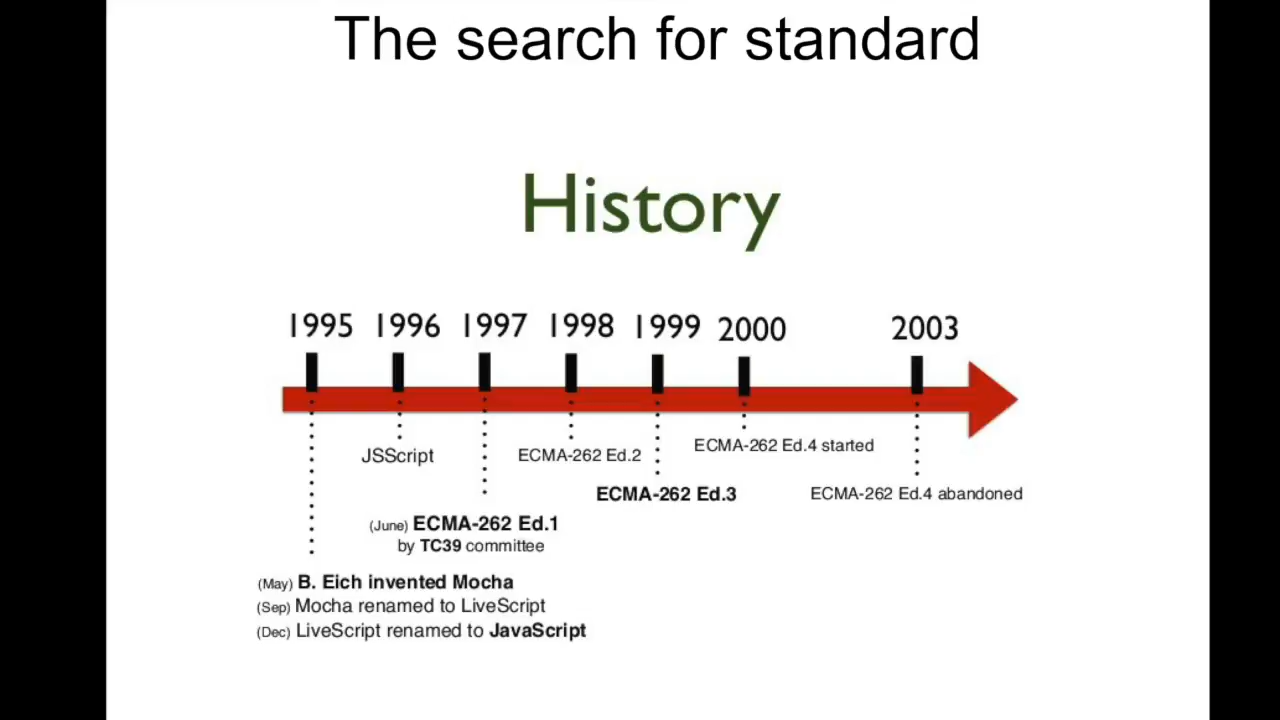 The search for standard
History
1995 1996 1997 1998 1999 2000 2003
JSScript
ECMA-262 Ed.2
ECMA-262 Ed.4 started
ECMA-262 Ed.3
ECMA-262 Ed.4 abandoned
(June) ECMA-262 Ed.1
by TC39 committee
(May) B. Eich invented Mocha
(Sep) Mocha renamed to LiveScript
(Dec) LiveScript renamed to JavaScript